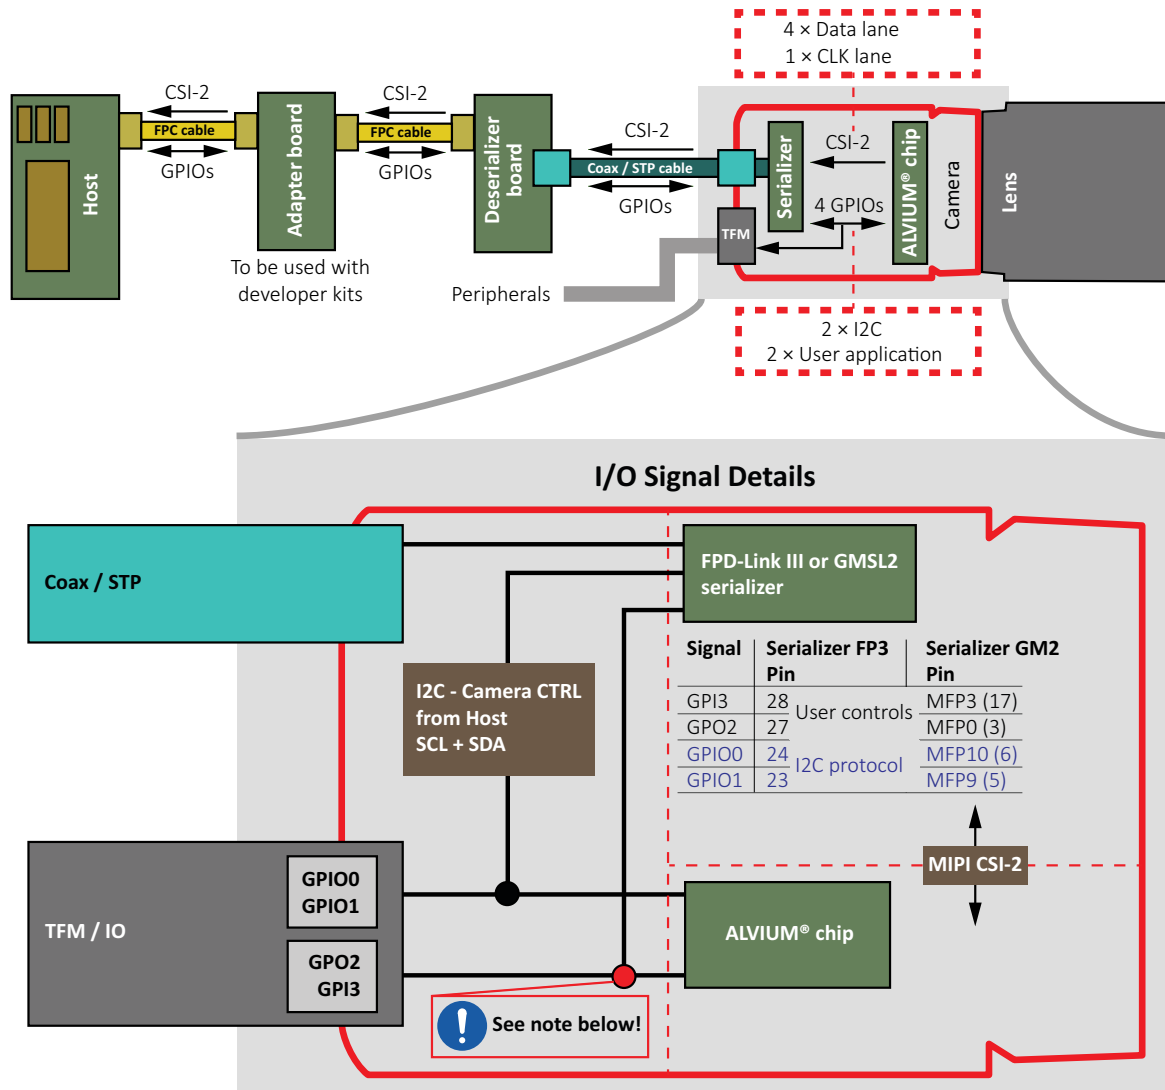 4 × Data lane
1 × CLK lane
CSI-2
CSI-2
CSI-2
CSI-2
FPC cable
FPC cable
Coax / STP cable
GPIOs
GPIOs
GPIOs
4 GPIOs
Host
Adapter board
Deserializer
board
Serializer
ALVIUM® chip
Camera
Lens
TFM
To be used with
developer kits
Peripherals
2 × I2C
2 × User application
I/O Signal Details
Coax / STP
FPD-Link III or GMSL2
serializer
I2C - Camera CTRL
from Host
SCL + SDA
Signal Serializer FP3 Serializer GM2
Pin Pin
GPI3 28 User controls MFP3 (17)
GPO2 27 MFP0 (3)
GPIO0 24 I2C protocol MFP10 (6)
GPIO1 23 MFP9 (5)
MIPI CSI-2
TFM / IO
GPIO0
GPIO1
GPO2
GPI3
ALVIUM® chip
! See note below!